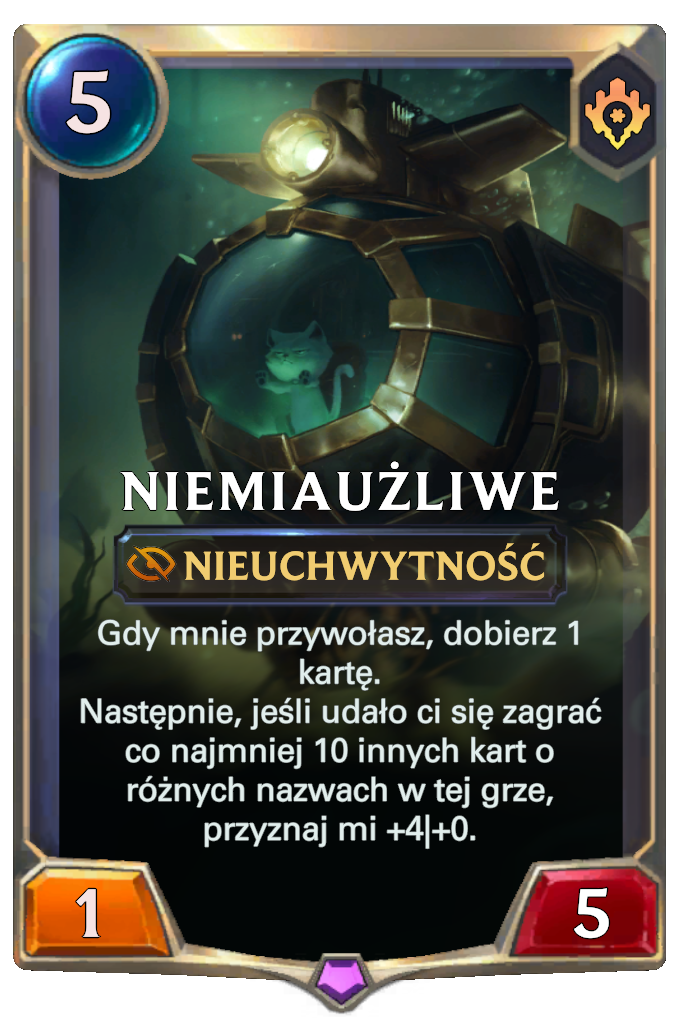 5
NIEMIAUŻLIWE
NIEUCHWYTNOŚĆ
Gdy mnie przywołasz, dobierz 1
kartę.
Następnie, jeśli udało ci się zagrać
co najmniej 10 innych kart o
różnych nazwach w tej grze,
przyznaj mi +4|+0.
1
5